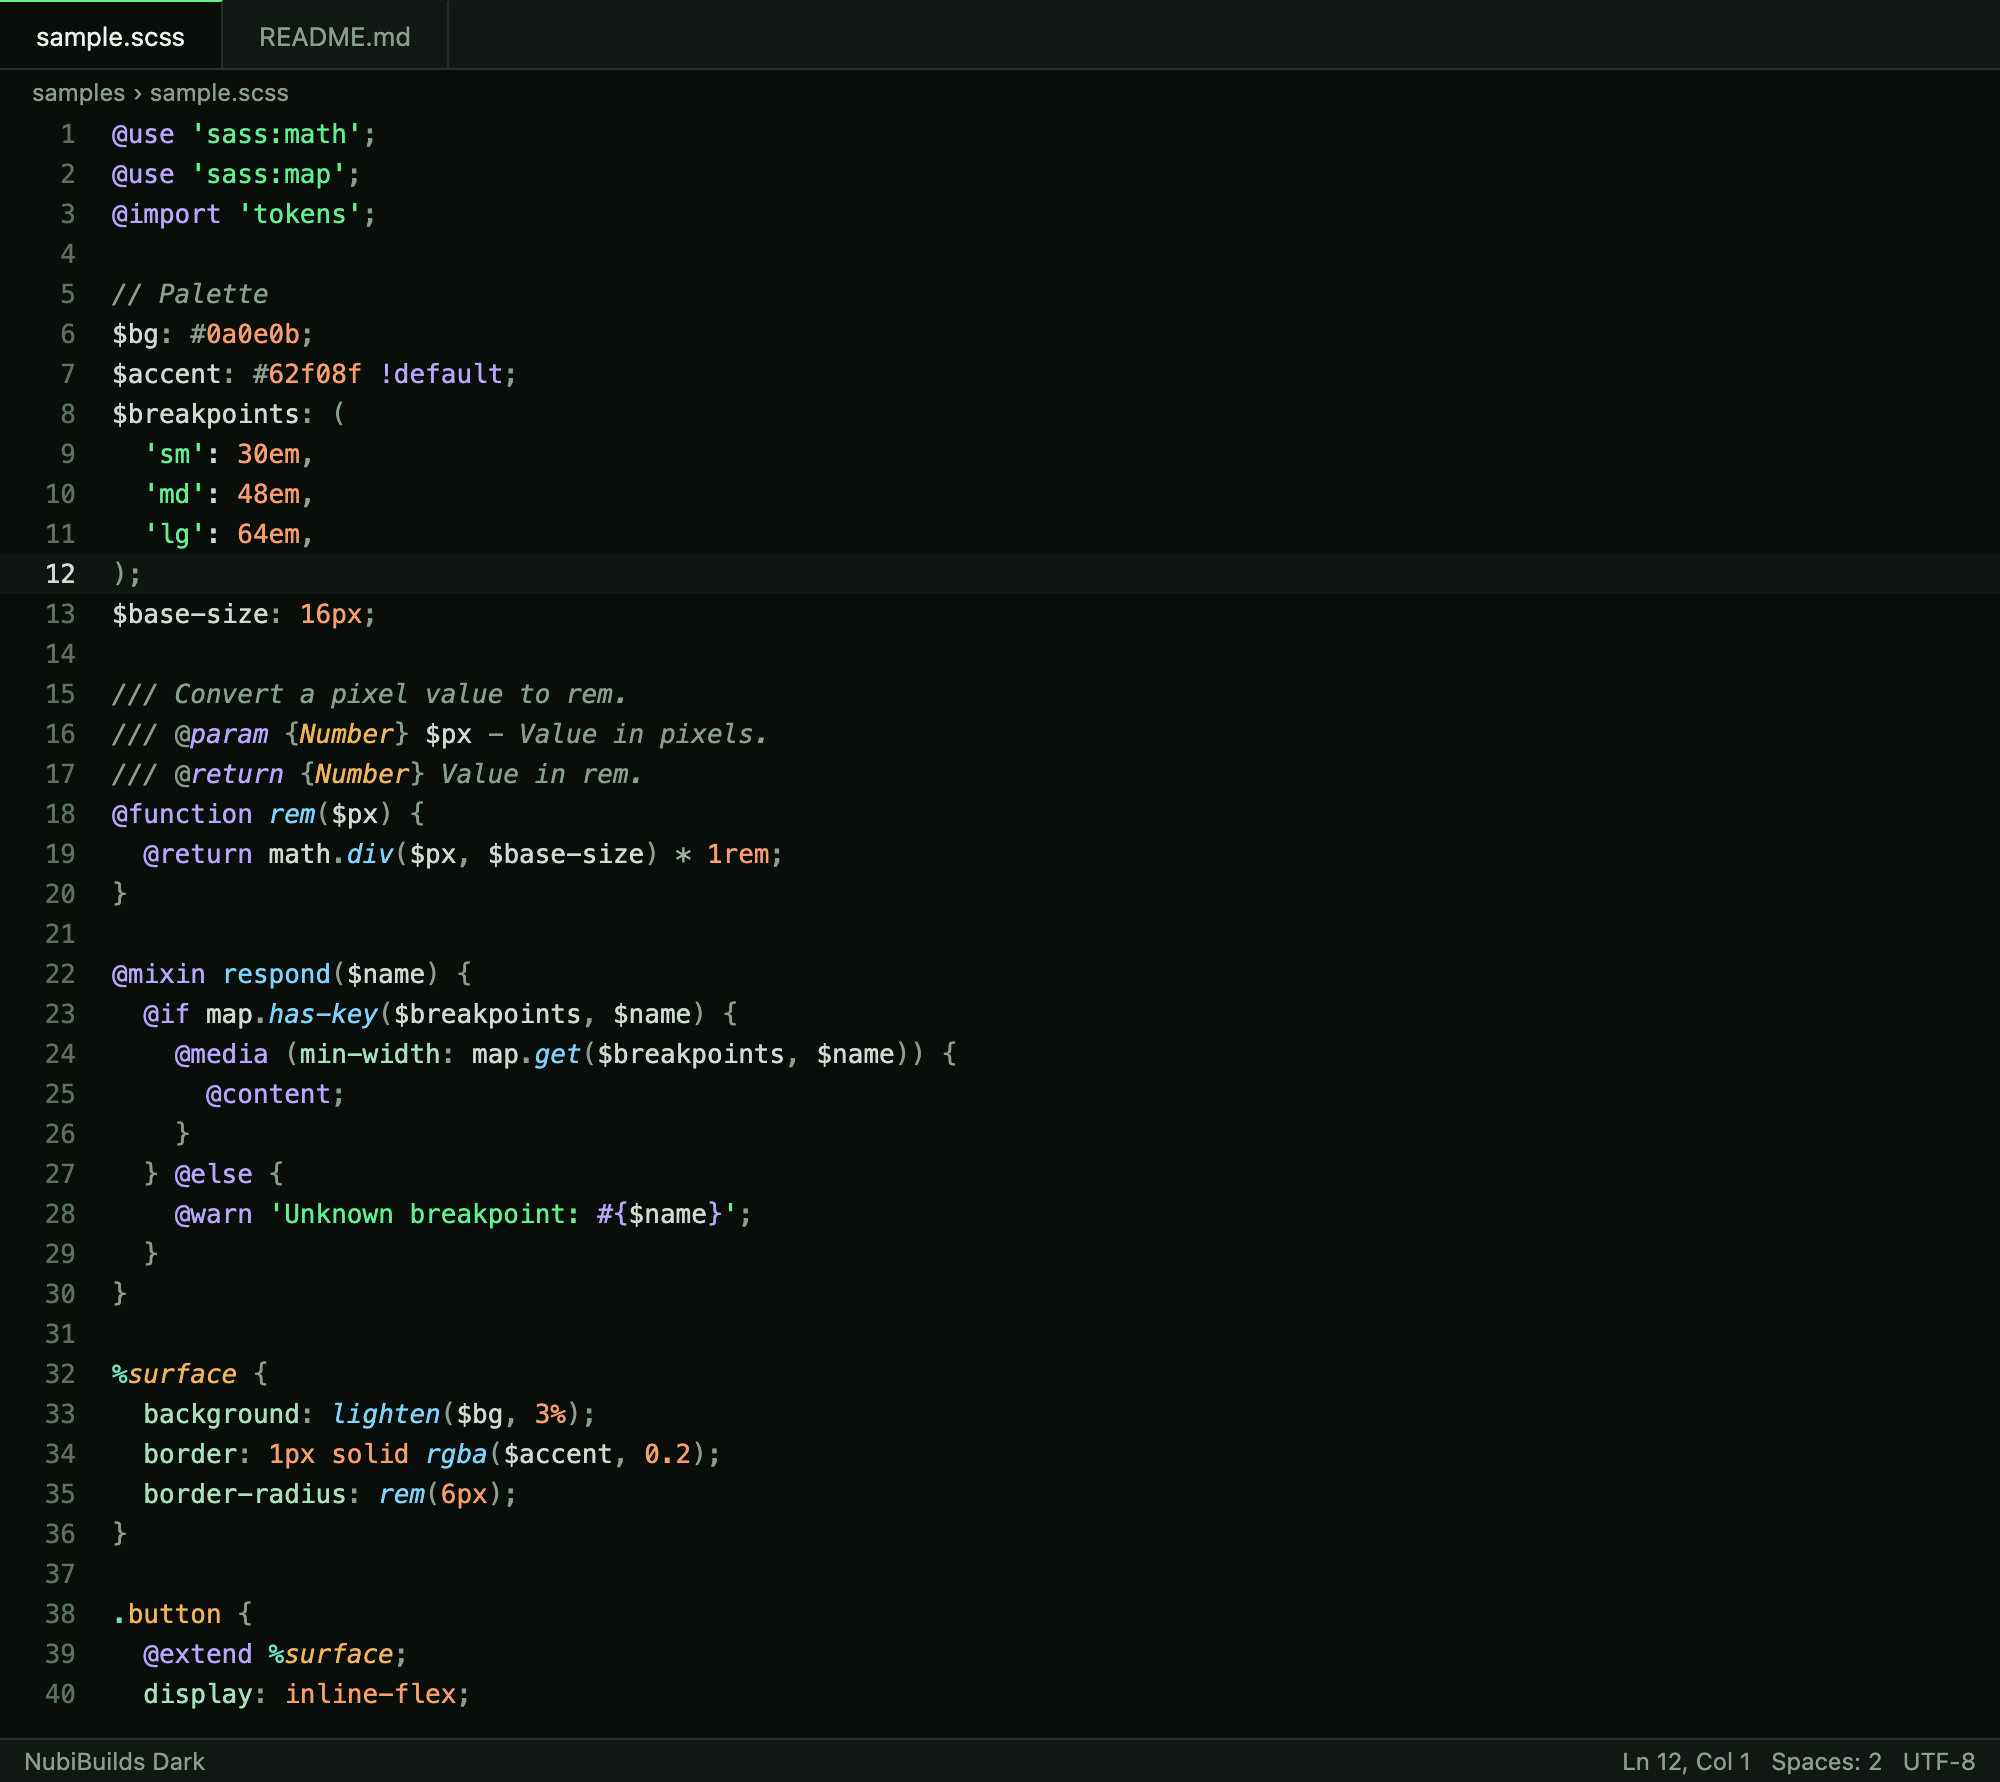 sample.scss README.md
samples › sample.scss
1 @use 'sass:math';
2 @use 'sass:map';
3 @import 'tokens';
4
5 // Palette
6 $bg: #0a0e0b;
7 $accent: #62f08f !default;
8 $breakpoints: (
9   'sm': 30em,
10   'md': 48em,
11   'lg': 64em,
12 );
13 $base-size: 16px;
14
15 /// Convert a pixel value to rem.
16 /// @param {Number} $px - Value in pixels.
17 /// @return {Number} Value in rem.
18 @function rem($px) {
19   @return math.div($px, $base-size) * 1rem;
20 }
21
22 @mixin respond($name) {
23   @if map.has-key($breakpoints, $name) {
24     @media (min-width: map.get($breakpoints, $name)) {
25       @content;
26     }
27   } @else {
28     @warn 'Unknown breakpoint: #{$name}';
29   }
30 }
31
32 %surface {
33   background: lighten($bg, 3%);
34   border: 1px solid rgba($accent, 0.2);
35   border-radius: rem(6px);
36 }
37
38 .button {
39   @extend %surface;
40   display: inline-flex;
NubiBuilds Dark Ln 12, Col 1 Spaces: 2 UTF-8